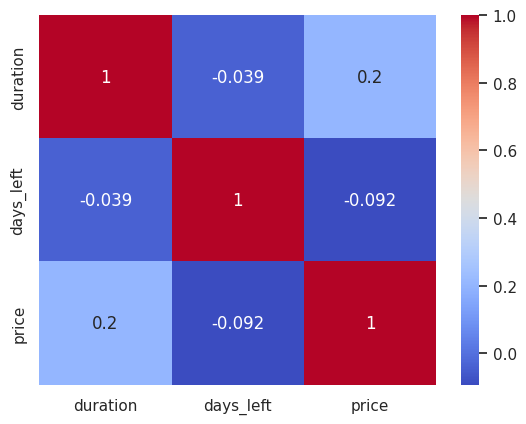 duration
1
-0.039
0.2
days_left
-0.039
1
-0.092
price
0.2
-0.092
1
duration
days_left
price
1.0
0.8
0.6
0.4
0.2
0.0